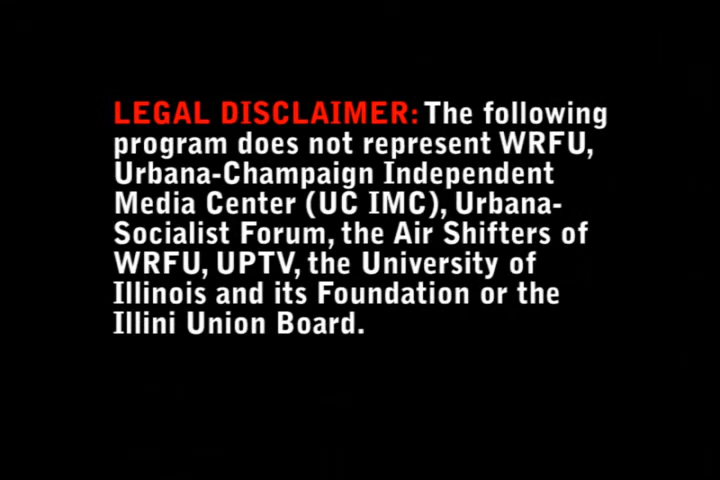 LEGAL DISCLAIMER: The following
program does not represent WRFU,
Urbana-Champaign Independent
Media Center (UC IMC), Urbana-
Socialist Forum, the Air Shifters of
WRFU, UPTV, the University of
Illinois and its Foundation or the
Illini Union Board.